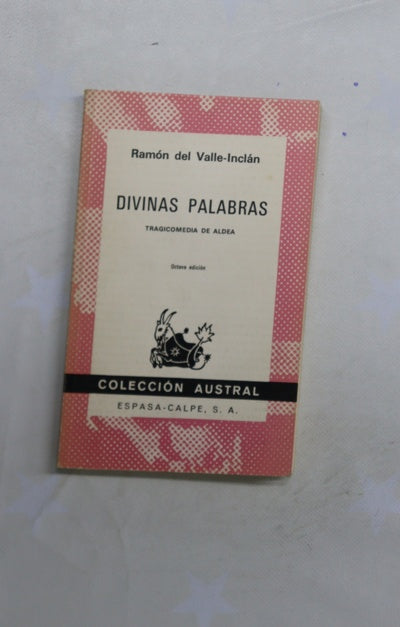 Ramón del Valle-Inclán
DIVINAS PALABRAS
TRAGICOMEDIA DE ALDEA
Octava edición
COLECCIÓN AUSTRAL
ESPASA-CALPE, S. A.